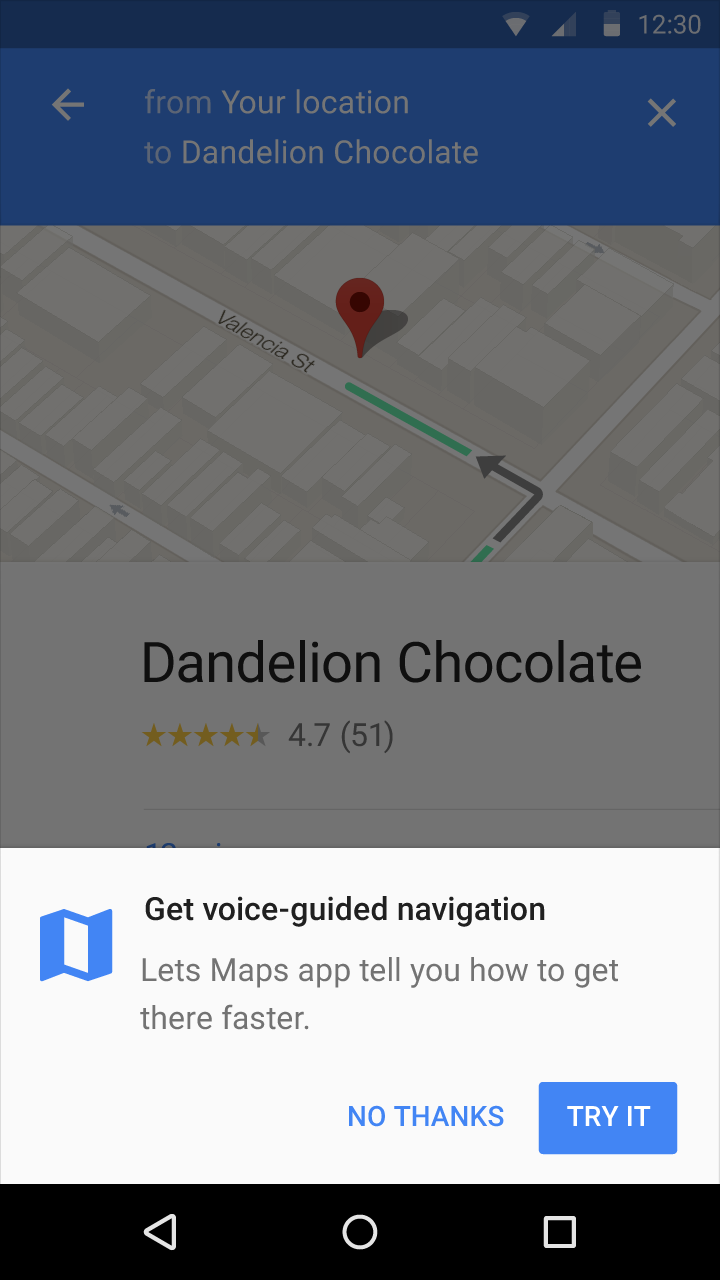 12:30
from Your location
to Dandelion Chocolate
Valencia St
Dandelion Chocolate
4.7 (51)
Get voice-guided navigation
Lets Maps app tell you how to get
there faster.
NO THANKS
TRY IT